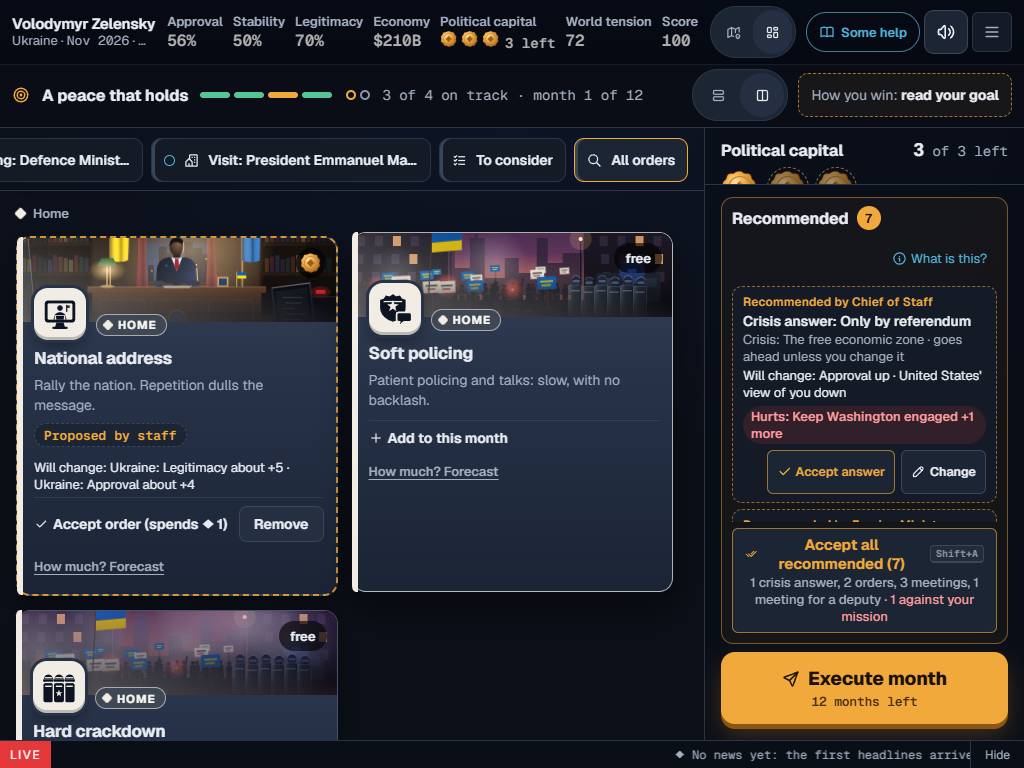 Volodymyr Zelensky
Ukraine · Nov 2026 · …
Approval
56%
Stability
50%
Legitimacy
70%
Economy
$210B
Political capital
3 left
World tension
72
Score
100
Some help
A peace that holds
3 of 4 on track · month 1 of 12
How you win: read your goal
ng: Defence Minist…
Visit: President Emmanuel Ma…
To consider
All orders
Political capital
3 of 3 left
Home
HOME
National address
Rally the nation. Repetition dulls the
message.
Proposed by staff
Will change: Ukraine: Legitimacy about +5 ·
Ukraine: Approval about +4
Accept order (spends ◆ 1)
Remove
How much? Forecast
free
HOME
Soft policing
Patient policing and talks: slow, with no
backlash.
Add to this month
How much? Forecast
free
HOME
Hard crackdown
Recommended 7
What is this?
Recommended by Chief of Staff
Crisis answer: Only by referendum
Crisis: The free economic zone · goes
ahead unless you change it
Will change: Approval up · United States'
view of you down
Hurts: Keep Washington engaged +1
more
Accept answer
Change
Accept all
recommended (7)
Shift+A
1 crisis answer, 2 orders, 3 meetings, 1
meeting for a deputy · 1 against your
mission
Execute month
12 months left
LIVE
◆ No news yet: the first headlines arrive
Hide